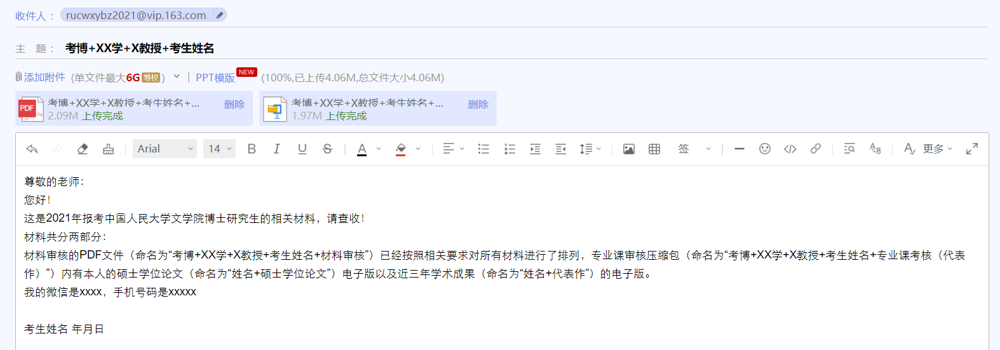 收件人： rucwxybz2021@vip.163.com
主 题： 考博+XX学+X教授+考生姓名
添加附件 (单文件最大6G 特权) | PPT模版 NEW (100%,已上传4.06M,总文件大小4.06M)
考博+XX学+X教授+考生姓名+... 删除
2.09M 上传完成
考博+XX学+X教授+考生姓名+... 删除
1.97M 上传完成
Arial 14 B I U S A 签 更多
尊敬的老师：
您好！
这是2021年报考中国人民大学文学院博士研究生的相关材料，请查收！
材料共分两部分：
材料审核的PDF文件（命名为“考博+XX学+X教授+考生姓名+材料审核”）已经按照相关要求对所有材料进行了排列，专业课审核压缩包（命名为“考博+XX学+X教授+考生姓名+专业课考核（代表
作）”）内有本人的硕士学位论文（命名为“姓名+硕士学位论文”）电子版以及近三年学术成果（命名为“姓名+代表作”）的电子版。
我的微信是xxxx，手机号码是xxxxx
考生姓名 年月日